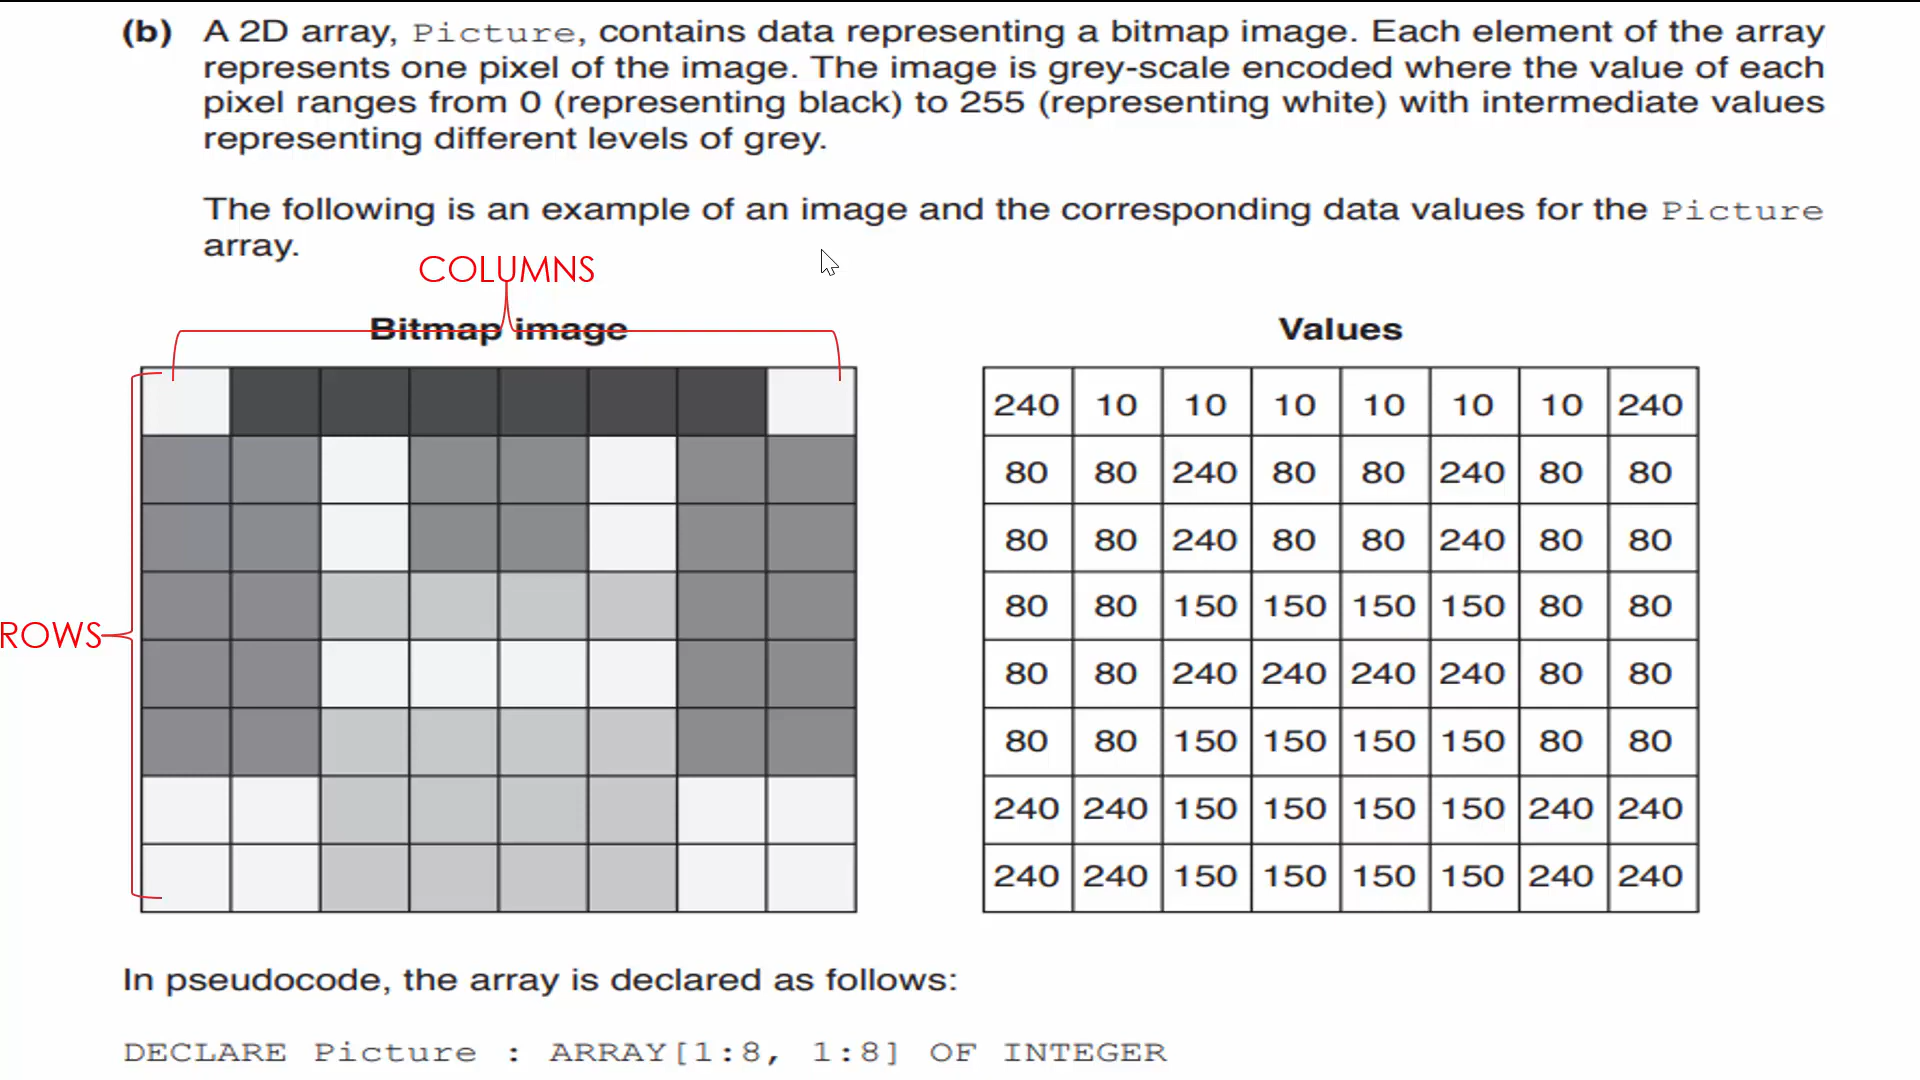 (b) A 2D array, Picture, contains data representing a bitmap image. Each element of the array
represents one pixel of the image. The image is grey-scale encoded where the value of each
pixel ranges from 0 (representing black) to 255 (representing white) with intermediate values
representing different levels of grey.
The following is an example of an image and the corresponding data values for the Picture
array.
COLUMNS
Bitmap image
ROWS
Values
240 10 10 10 10 10 10 240
80 80 240 80 80 240 80 80
80 80 240 80 80 240 80 80
80 80 150 150 150 150 80 80
80 80 240 240 240 240 80 80
80 80 150 150 150 150 80 80
240 240 150 150 150 150 240 240
240 240 150 150 150 150 240 240
In pseudocode, the array is declared as follows:
DECLARE Picture : ARRAY[1:8, 1:8] OF INTEGER